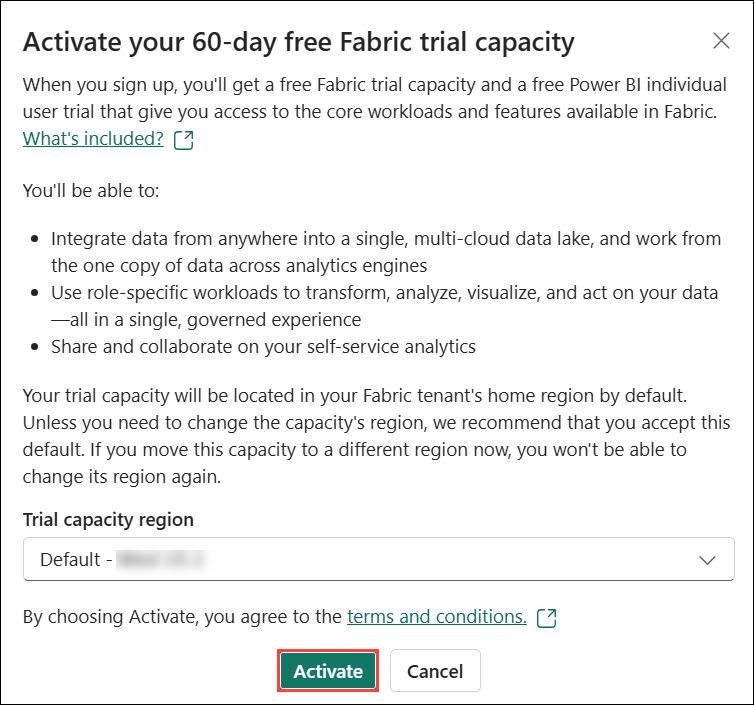 Activate your 60-day free Fabric trial capacity
When you sign up, you'll get a free Fabric trial capacity and a free Power BI individual
user trial that give you access to the core workloads and features available in Fabric.
What's included?
You'll be able to:
• Integrate data from anywhere into a single, multi-cloud data lake, and work from
the one copy of data across analytics engines
• Use role-specific workloads to transform, analyze, visualize, and act on your data
—all in a single, governed experience
• Share and collaborate on your self-service analytics
Your trial capacity will be located in your Fabric tenant's home region by default.
Unless you need to change the capacity's region, we recommend that you accept this
default. If you move this capacity to a different region now, you won't be able to
change its region again.
Trial capacity region
Default -
By choosing Activate, you agree to the terms and conditions.
Activate Cancel